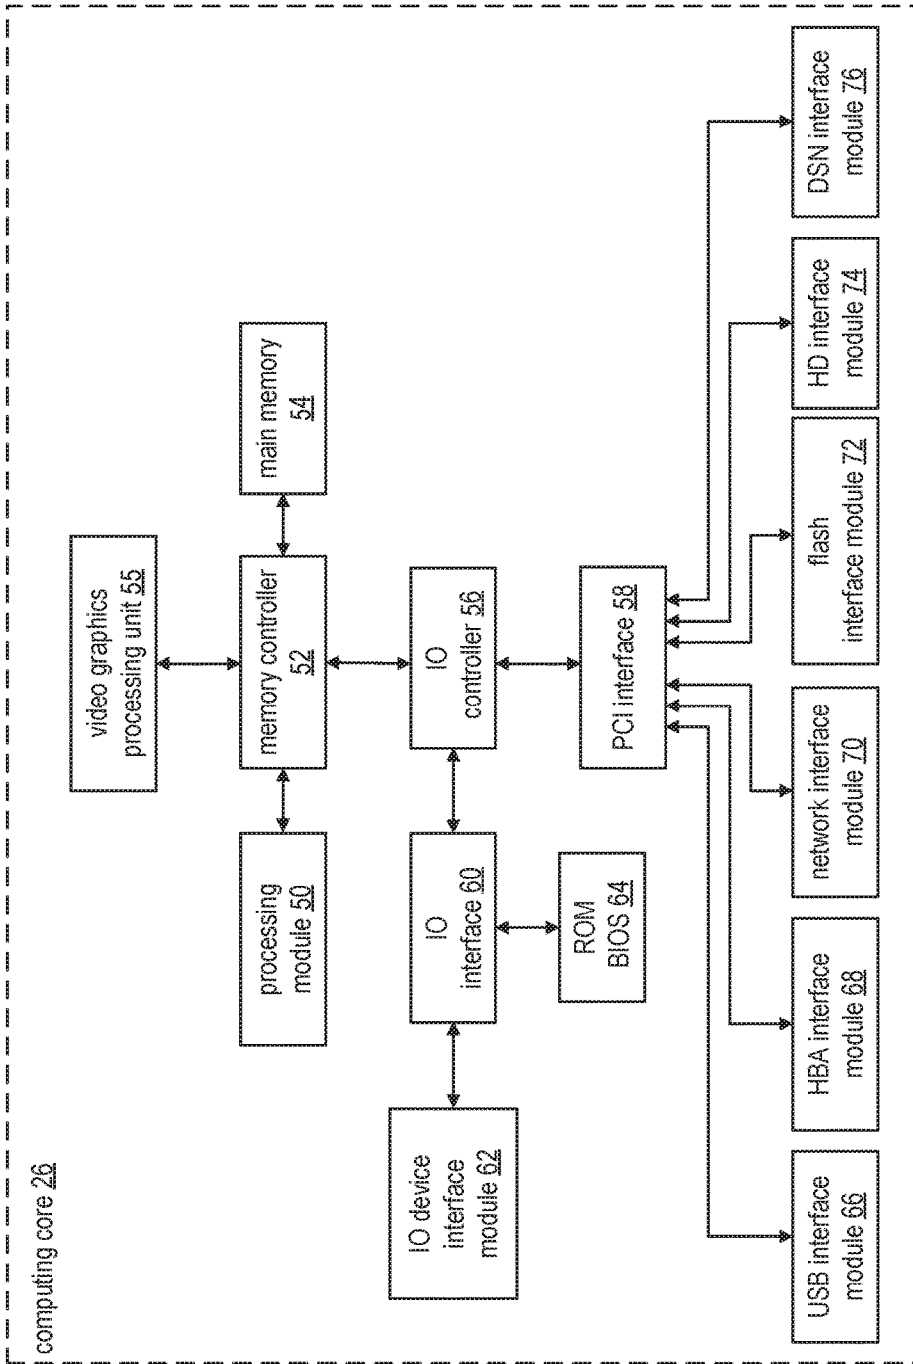 computing core 26
video graphics
processing unit 55
processing
module 50
memory controller
52
main memory
54
IO device
interface
module 62
IO
interface 60
IO
controller 56
ROM
BIOS 64
PCI interface 58
USB interface
module 66
HBA interface
module 68
network interface
module 70
flash
interface module 72
HD interface
module 74
DSN interface
module 76